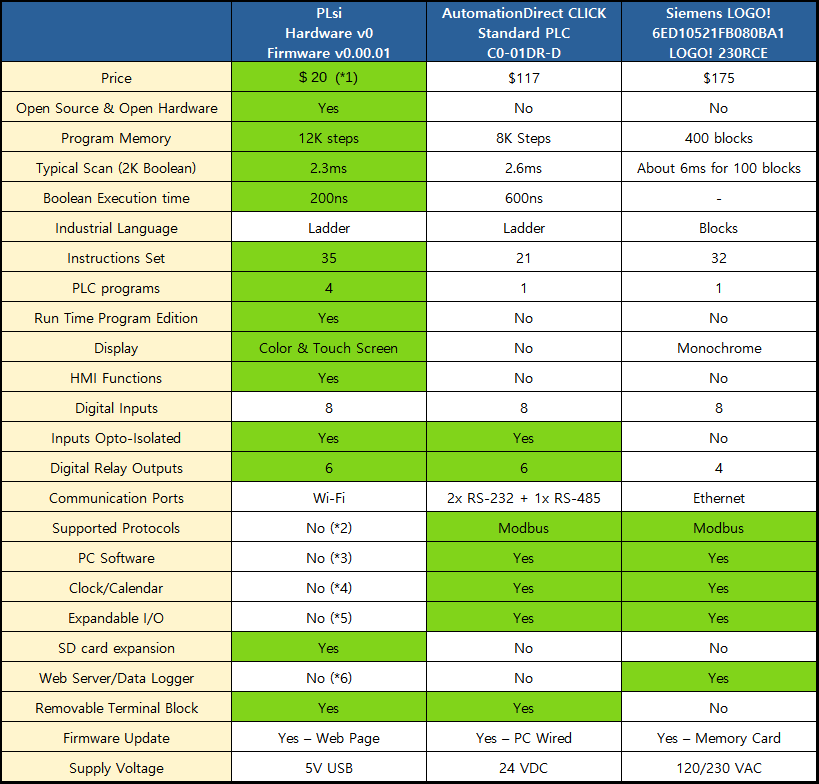 PLsi
Hardware v0
Firmware v0.00.01
AutomationDirect CLICK
Standard PLC
C0-01DR-D
Siemens LOGO!
6ED10521FB080BA1
LOGO! 230RCE
Price $ 20 (*1) $117 $175
Open Source & Open Hardware Yes No No
Program Memory 12K steps 8K Steps 400 blocks
Typical Scan (2K Boolean) 2.3ms 2.6ms About 6ms for 100 blocks
Boolean Execution time 200ns 600ns -
Industrial Language Ladder Ladder Blocks
Instructions Set 35 21 32
PLC programs 4 1 1
Run Time Program Edition Yes No No
Display Color & Touch Screen No Monochrome
HMI Functions Yes No No
Digital Inputs 8 8 8
Inputs Opto-Isolated Yes Yes No
Digital Relay Outputs 6 6 4
Communication Ports Wi-Fi 2x RS-232 + 1x RS-485 Ethernet
Supported Protocols No (*2) Modbus Modbus
PC Software No (*3) Yes Yes
Clock/Calendar No (*4) Yes Yes
Expandable I/O No (*5) Yes Yes
SD card expansion Yes No No
Web Server/Data Logger No (*6) No Yes
Removable Terminal Block Yes Yes No
Firmware Update Yes – Web Page Yes – PC Wired Yes – Memory Card
Supply Voltage 5V USB 24 VDC 120/230 VAC